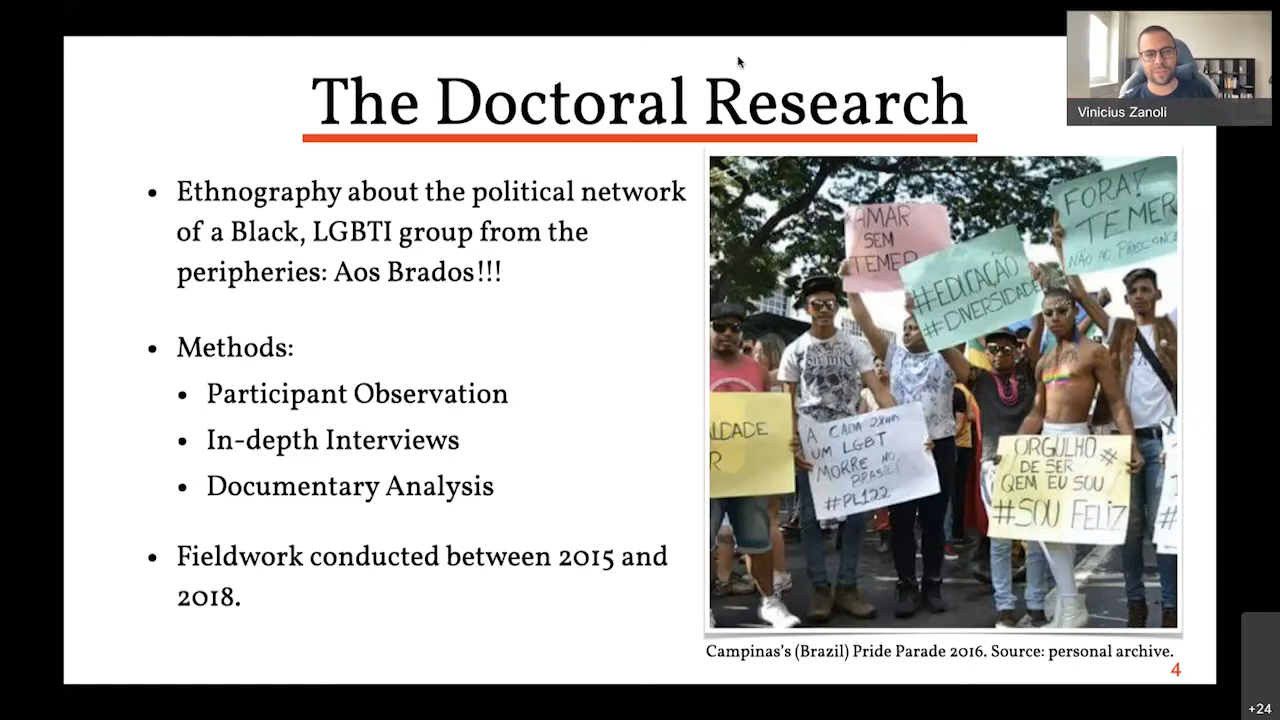 The Doctoral Research
Vinicius Zanoli
• Ethnography about the political network
of a Black, LGBTI group from the
peripheries: Aos Brados!!!
• Methods:
• Participant Observation
• In-depth Interviews
• Documentary Analysis
• Fieldwork conducted between 2015 and
2018.
AMAR
SEM
TEMER
#EDUCAÇÃO
#DIVERSIDADE
FORA!
TEMER
NÃO AO
LDADE
R
A CADA 28HRS
UM LGBT
MORRE NO
BRASIL!
#PL122
ORGULHO
DE SER
QEM EU SOU
#SOU FELIZ
Campinas's (Brazil) Pride Parade 2016. Source: personal archive.
4
+24